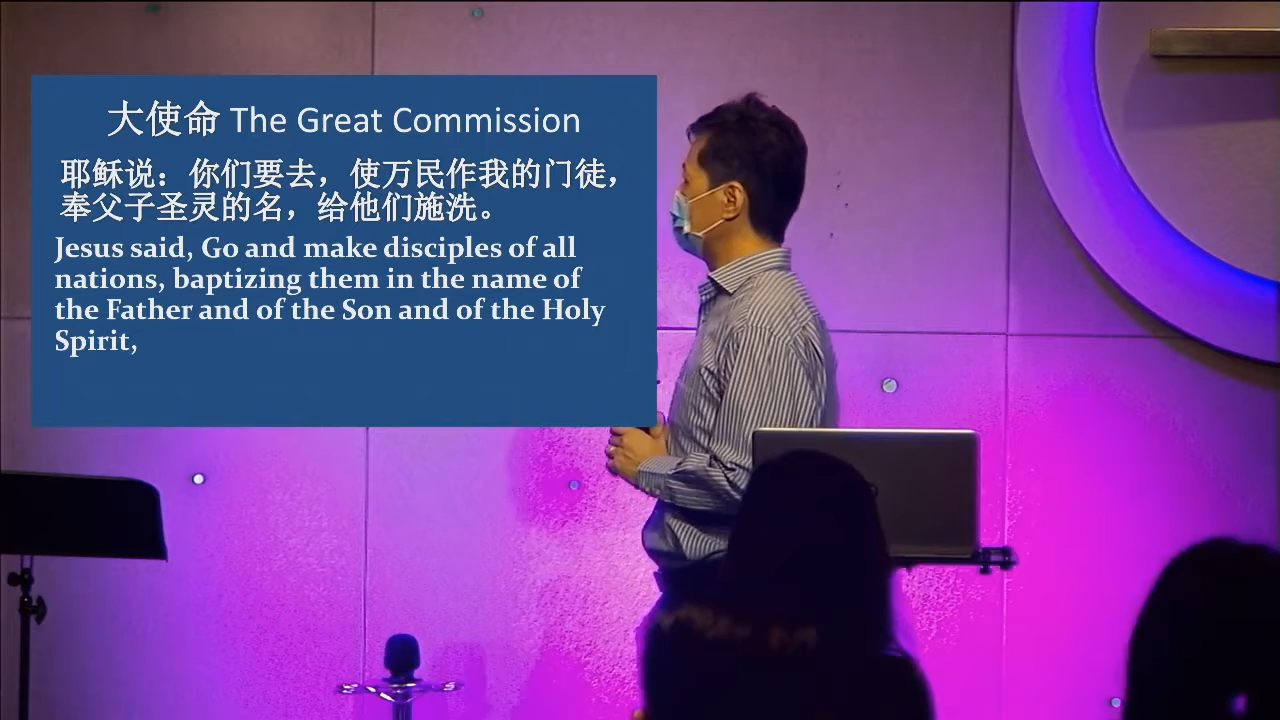 大使命 The Great Commission
耶稣说：你们要去，使万民作我的门徒，
奉父子圣灵的名，给他们施洗。
Jesus said, Go and make disciples of all
nations, baptizing them in the name of
the Father and of the Son and of the Holy
Spirit,